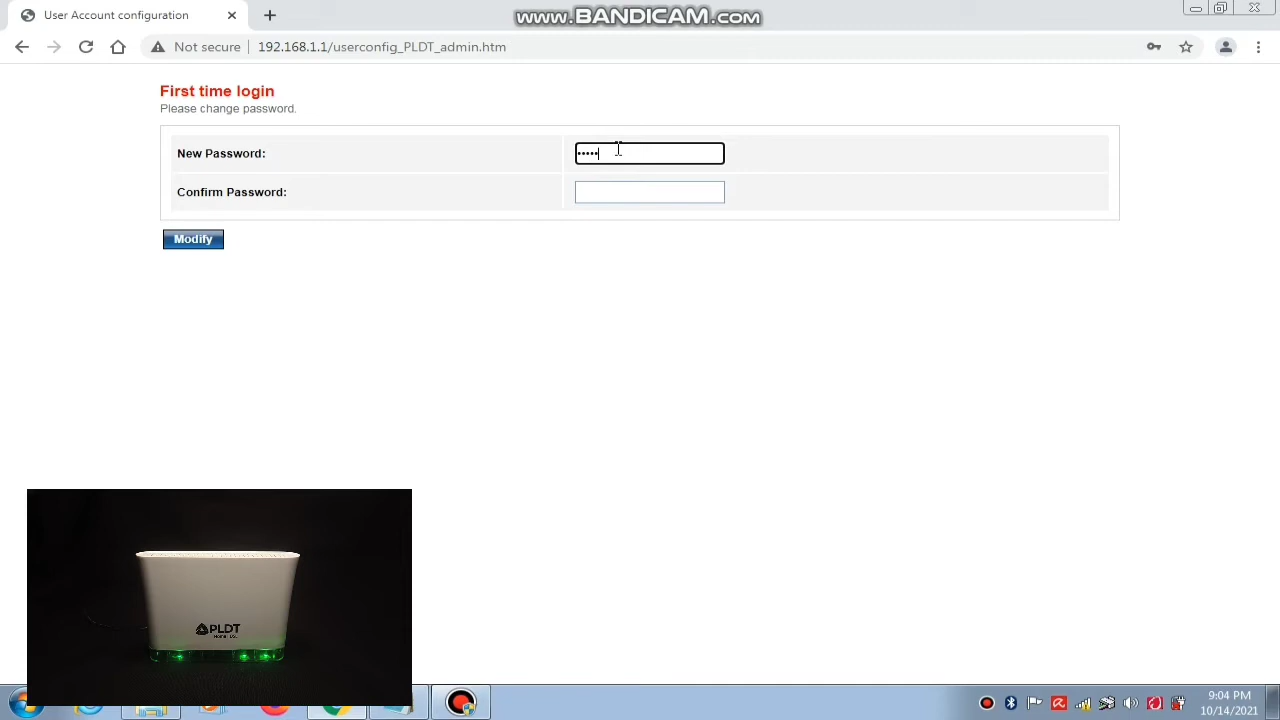 User Account configuration
www.BANDICAM.com
Not secure
192.168.1.1/userconfig_PLDT_admin.htm
First time login
Please change password.
New Password:
•••••
Confirm Password:
Modify
PLDT
9:04 PM
10/14/2021